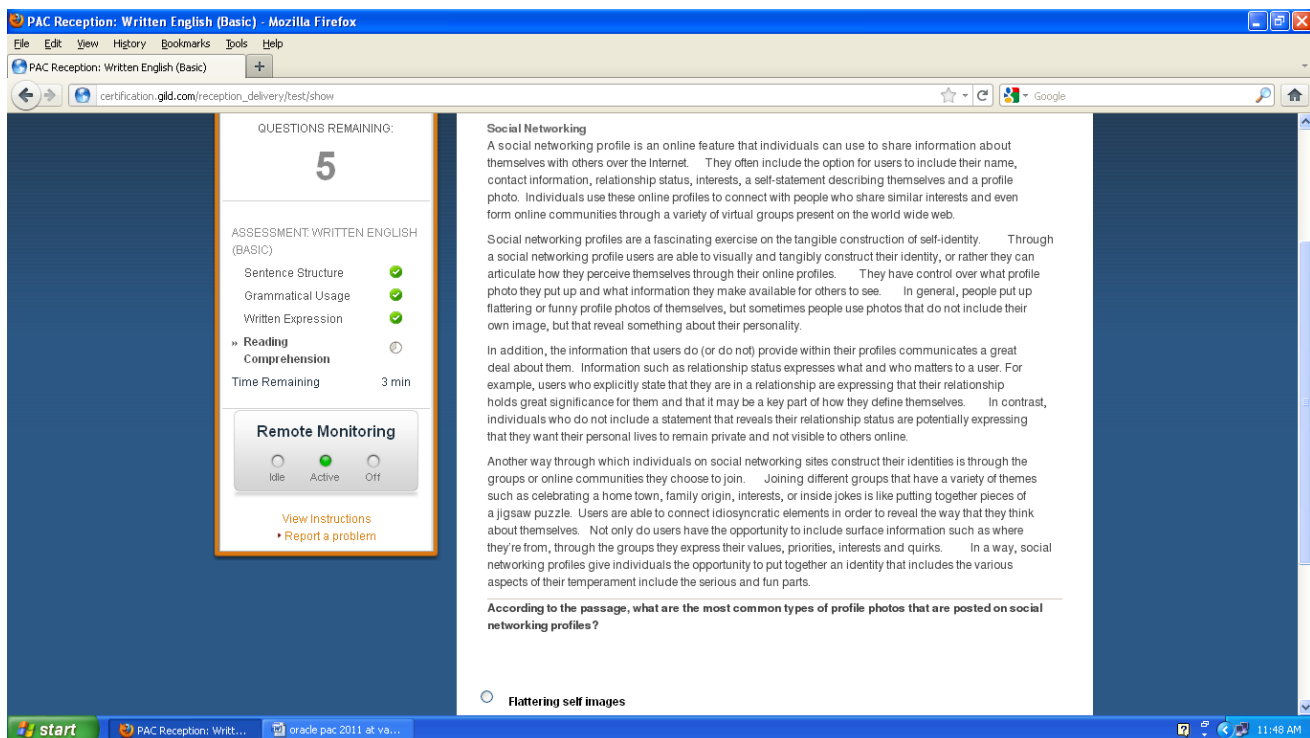 PAC Reception: Written English (Basic) - Mozilla Firefox
File Edit View History Bookmarks Tools Help
PAC Reception: Written English (Basic)
certification.gild.com/reception_delivery/test/show
Google
QUESTIONS REMAINING:
5
ASSESSMENT: WRITTEN ENGLISH
(BASIC)
Sentence Structure
Grammatical Usage
Written Expression
» Reading
Comprehension
Time Remaining 3 min
Remote Monitoring
Idle Active Off
View Instructions
Report a problem
Social Networking
A social networking profile is an online feature that individuals can use to share information about
themselves with others over the Internet. They often include the option for users to include their name,
contact information, relationship status, interests, a self-statement describing themselves and a profile
photo. Individuals use these online profiles to connect with people who share similar interests and even
form online communities through a variety of virtual groups present on the world wide web.
Social networking profiles are a fascinating exercise on the tangible construction of self-identity. Through
a social networking profile users are able to visually and tangibly construct their identity, or rather they can
articulate how they perceive themselves through their online profiles. They have control over what profile
photo they put up and what information they make available for others to see. In general, people put up
flattering or funny profile photos of themselves, but sometimes people use photos that do not include their
own image, but that reveal something about their personality.
In addition, the information that users do (or do not) provide within their profiles communicates a great
deal about them. Information such as relationship status expresses what and who matters to a user. For
example, users who explicitly state that they are in a relationship are expressing that their relationship
holds great significance for them and that it may be a key part of how they define themselves. In contrast,
individuals who do not include a statement that reveals their relationship status are potentially expressing
that they want their personal lives to remain private and not visible to others online.
Another way through which individuals on social networking sites construct their identities is through the
groups or online communities they choose to join. Joining different groups that have a variety of themes
such as celebrating a home town, family origin, interests, or inside jokes is like putting together pieces of
a jigsaw puzzle. Users are able to connect idiosyncratic elements in order to reveal the way that they think
about themselves. Not only do users have the opportunity to include surface information such as where
they're from, through the groups they express their values, priorities, interests and quirks. In a way, social
networking profiles give individuals the opportunity to put together an identity that includes the various
aspects of their temperament include the serious and fun parts.
According to the passage, what are the most common types of profile photos that are posted on social
networking profiles?
Flattering self images
start
PAC Reception: Writt...
oracle pac 2011 at va...
11:48 AM